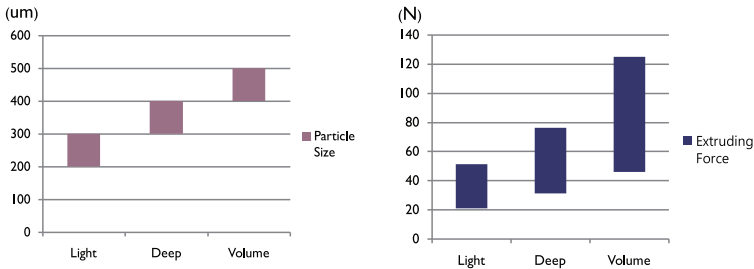 (um)
600
500
400
300
200
100
0
Light Deep Volume
Particle
Size
(N)
140
120
100
80
60
40
20
0
Light Deep Volume
Extruding
Force